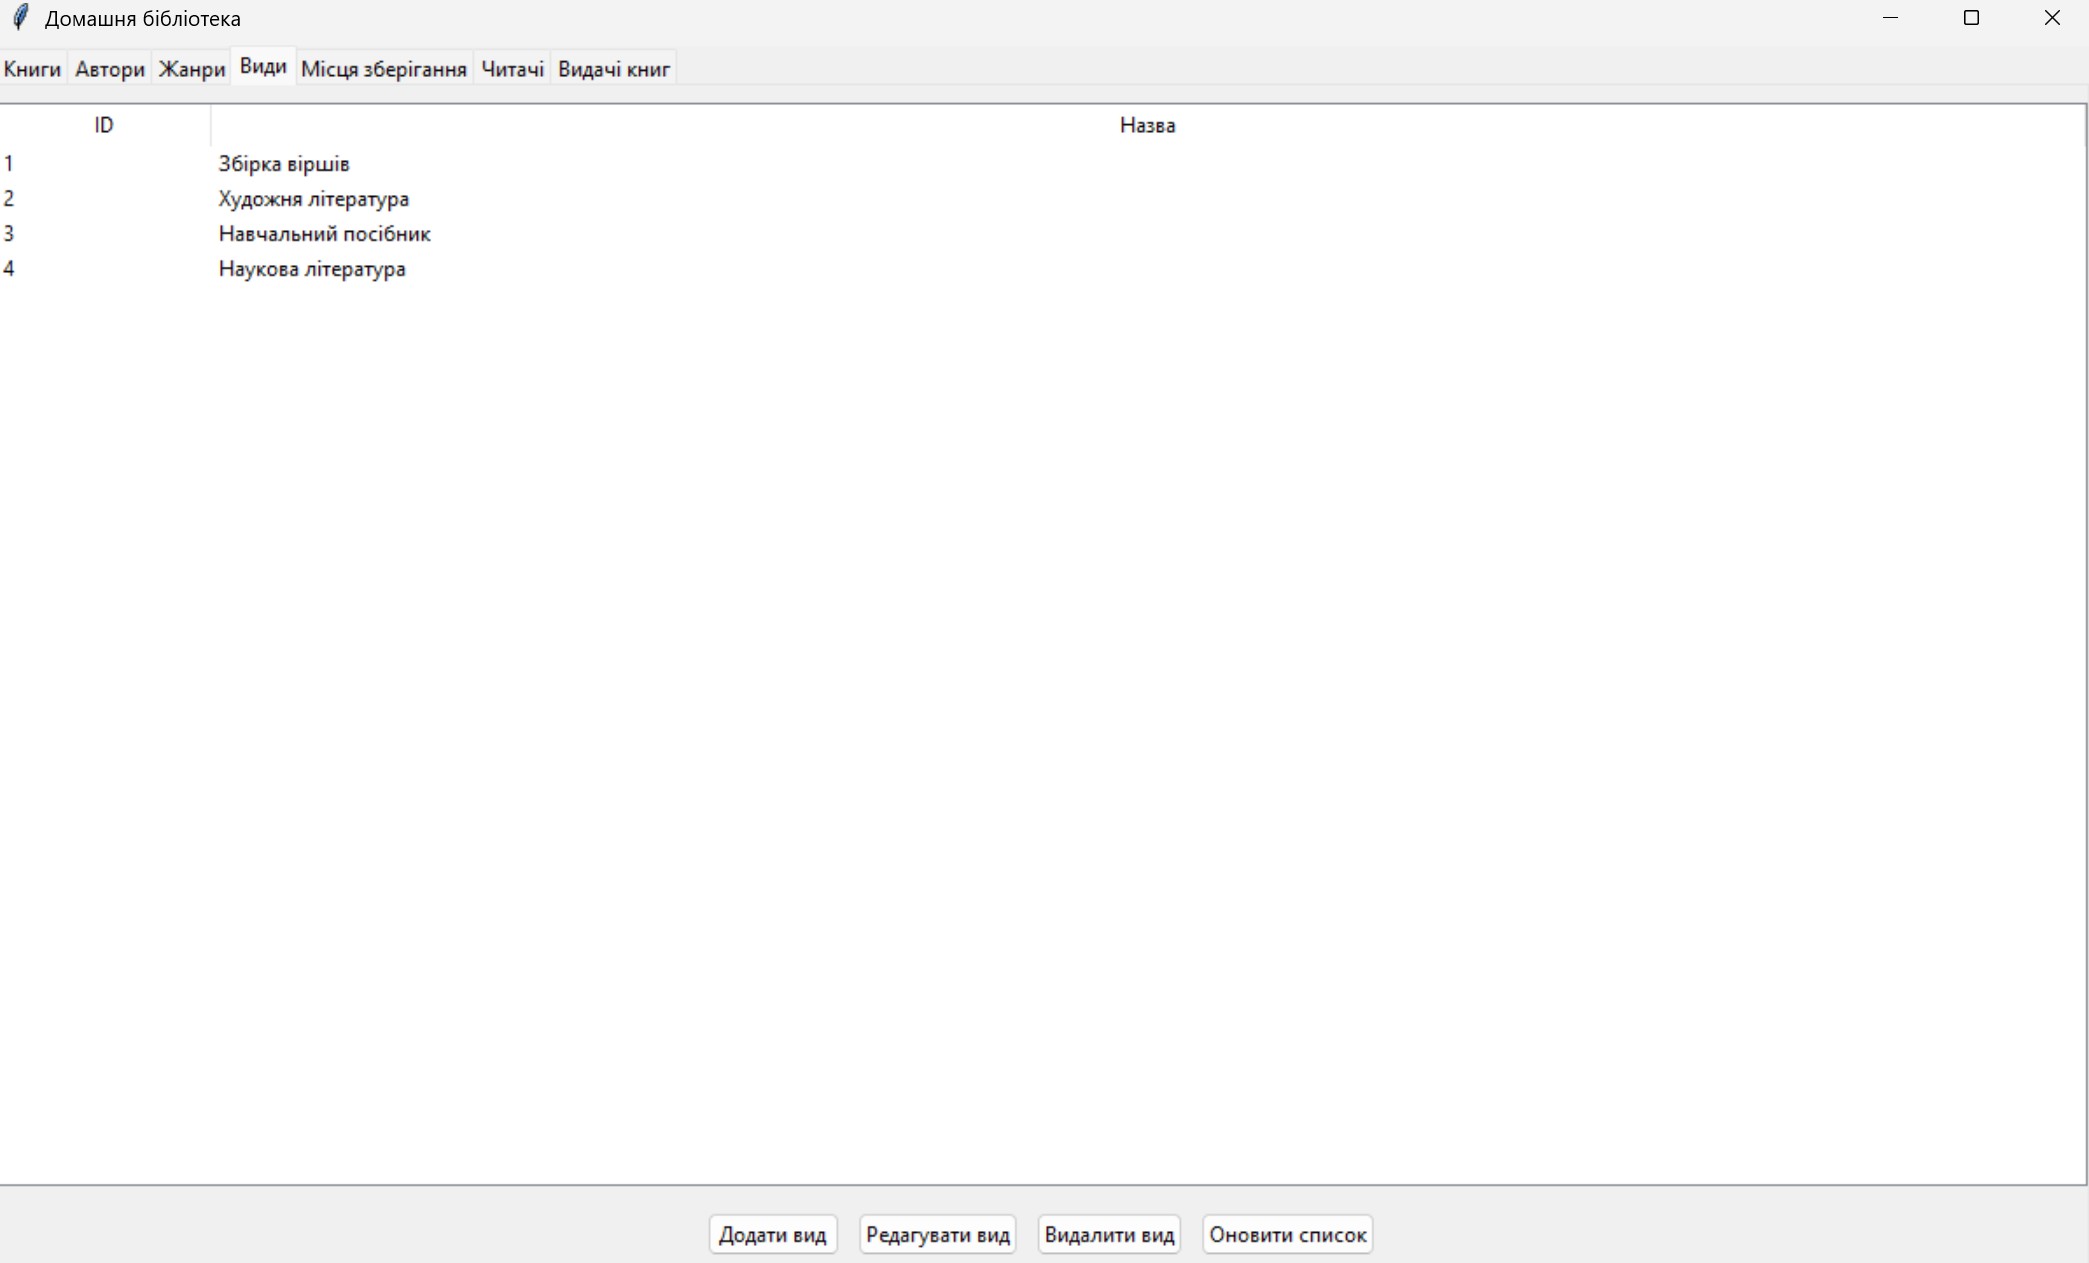 Домашня бібліотека
Книги Автори Жанри Види Місця зберігання Читачі Видачі книг
ID Назва
1 Збірка віршів
2 Художня література
3 Навчальний посібник
4 Наукова література
Додати вид Редагувати вид Видалити вид Оновити список